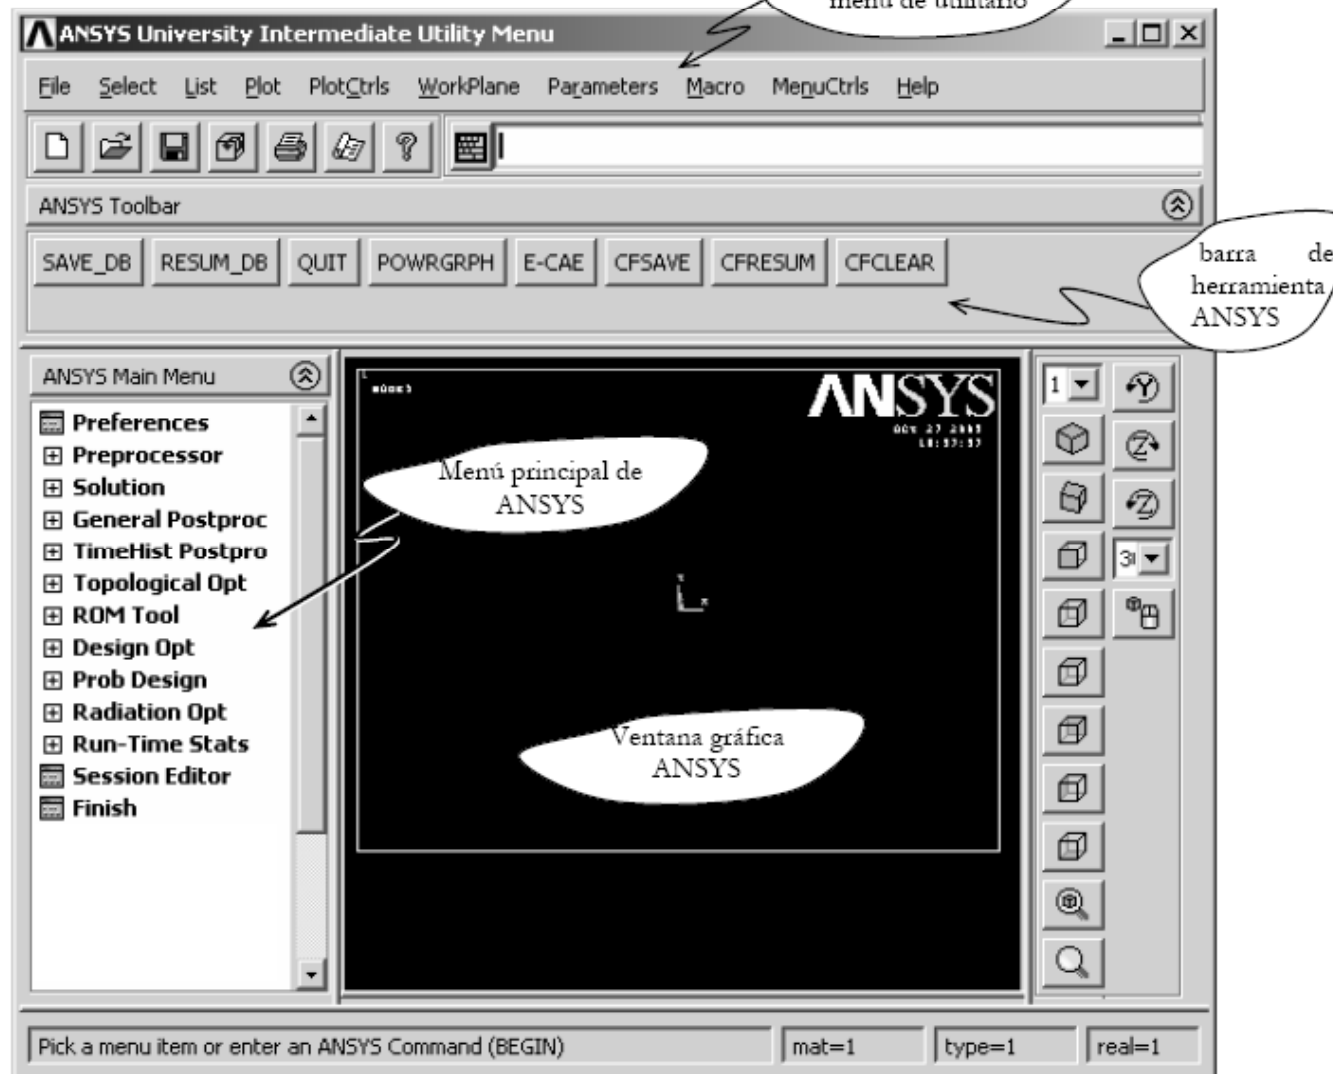 menú de utilitario
ANSYS University Intermediate Utility Menu
File Select List Plot PlotCtrls WorkPlane Parameters Macro MenuCtrls Help
ANSYS Toolbar
SAVE_DB RESUM_DB QUIT POWRGRPH E-CAE CFSAVE CFRESUM CFCLEAR
barra de
herramienta
ANSYS
ANSYS Main Menu
Preferences
Preprocessor
Solution
General Postproc
TimeHist Postpro
Topological Opt
ROM Tool
Design Opt
Prob Design
Radiation Opt
Run-Time Stats
Session Editor
Finish
1
ANSYS
Menú principal de
ANSYS
Y
X
Ventana gráfica
ANSYS
1
Y
Z
Z
Pick a menu item or enter an ANSYS Command (BEGIN) mat=1 type=1 real=1